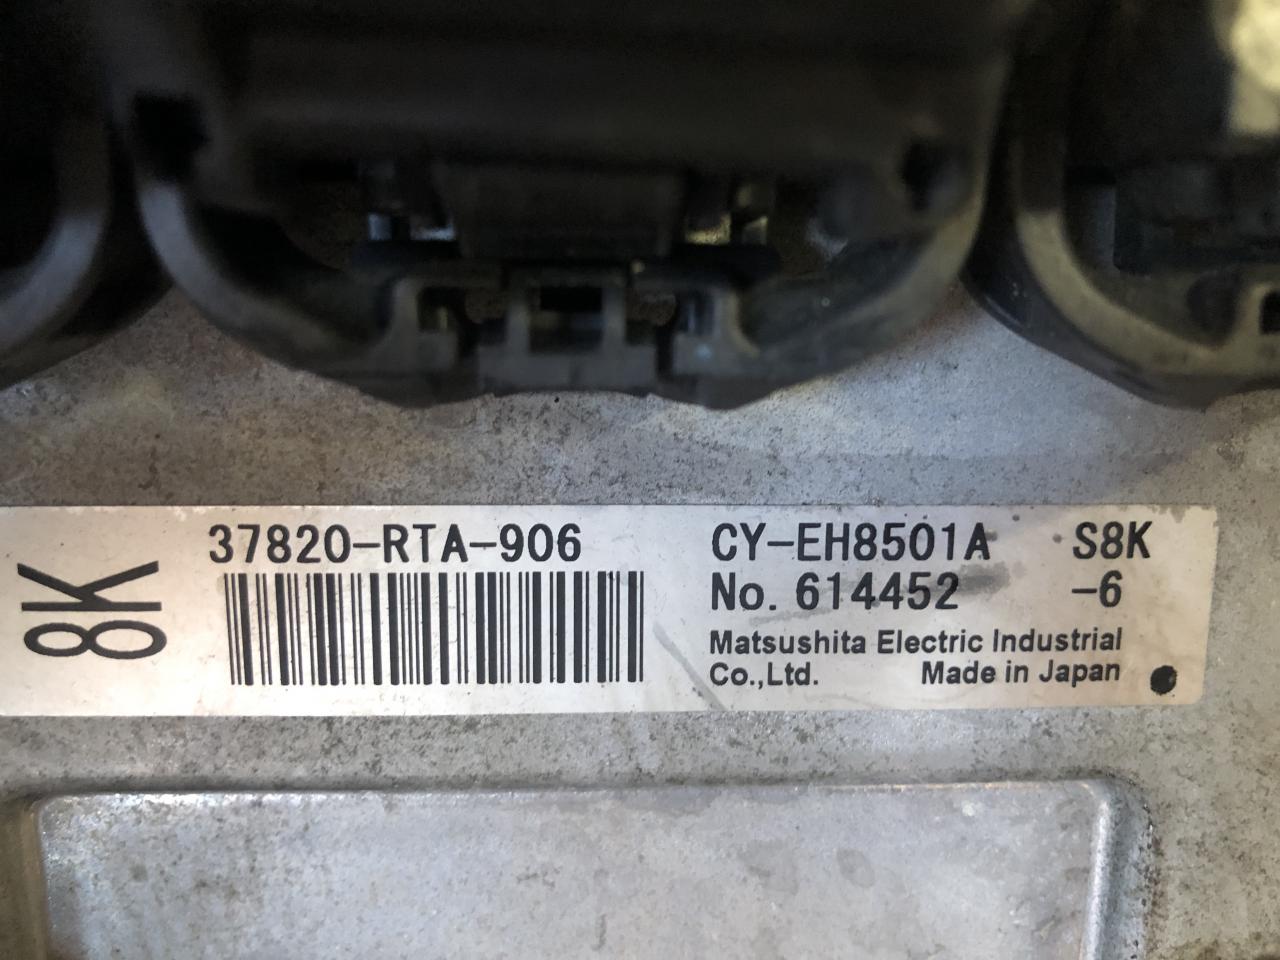 8K
37820-RTA-906
CY-EH8501A S8K
No. 614452 -6
Matsushita Electric Industrial
Co.,Ltd. Made in Japan